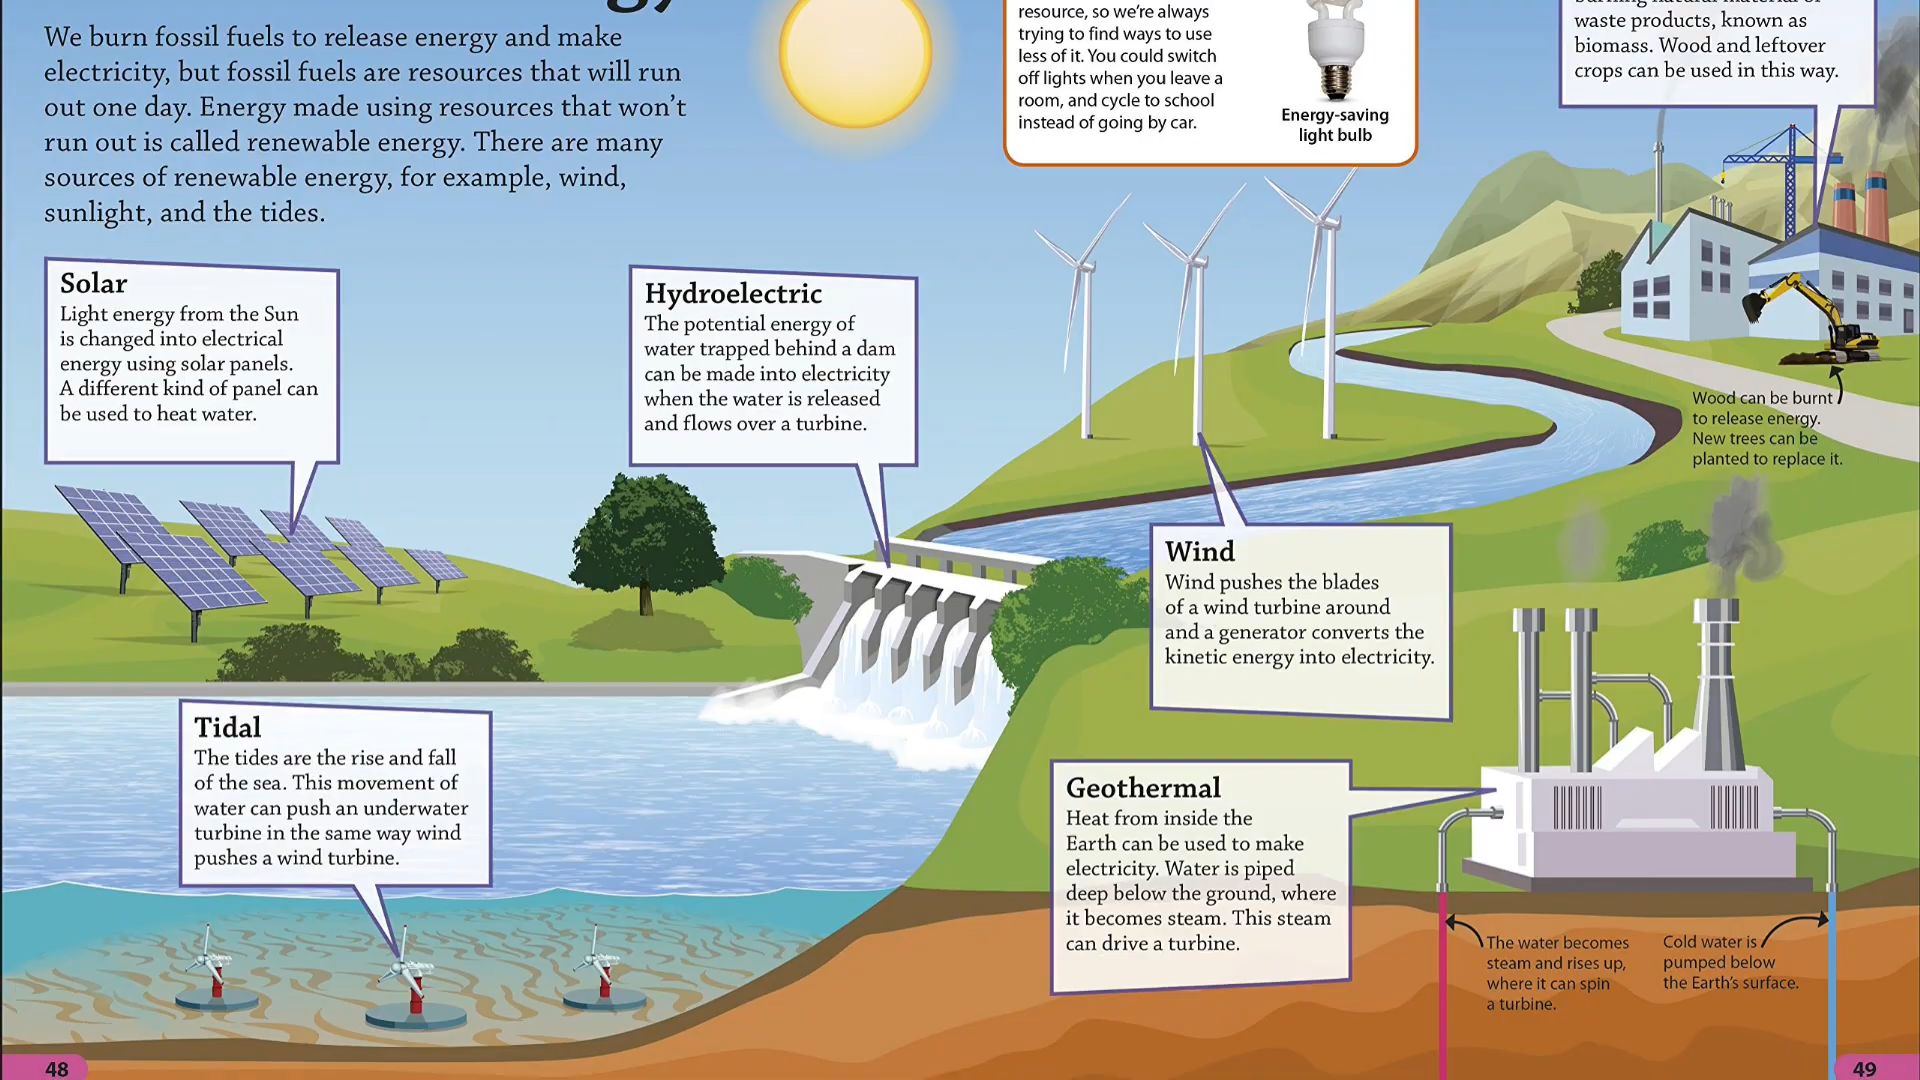 We burn fossil fuels to release energy and make
electricity, but fossil fuels are resources that will run
out one day. Energy made using resources that won't
run out is called renewable energy. There are many
sources of renewable energy, for example, wind,
sunlight, and the tides.
resource, so we're always
trying to find ways to use
less of it. You could switch
off lights when you leave a
room, and cycle to school
instead of going by car.
Energy-saving
light bulb
waste products, known as
biomass. Wood and leftover
crops can be used in this way.
Solar
Light energy from the Sun
is changed into electrical
energy using solar panels.
A different kind of panel can
be used to heat water.
Hydroelectric
The potential energy of
water trapped behind a dam
can be made into electricity
when the water is released
and flows over a turbine.
Wood can be burnt
to release energy.
New trees can be
planted to replace it.
Wind
Wind pushes the blades
of a wind turbine around
and a generator converts the
kinetic energy into electricity.
Tidal
The tides are the rise and fall
of the sea. This movement of
water can push an underwater
turbine in the same way wind
pushes a wind turbine.
Geothermal
Heat from inside the
Earth can be used to make
electricity. Water is piped
deep below the ground, where
it becomes steam. This steam
can drive a turbine.
The water becomes
steam and rises up,
where it can spin
a turbine.
Cold water is
pumped below
the Earth's surface.
48
49